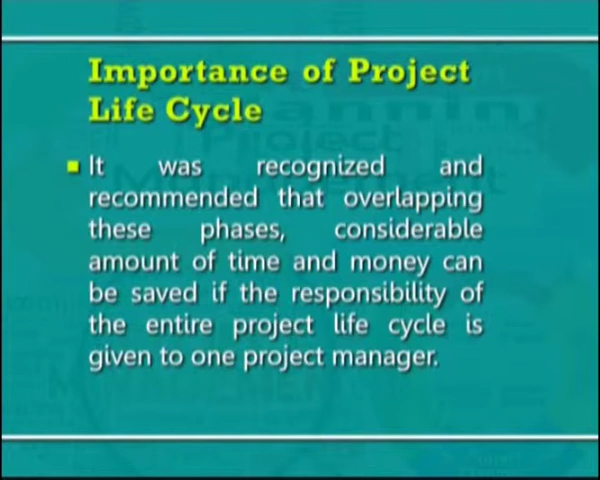 Importance of Project
Life Cycle
It was recognized and
recommended that overlapping
these phases, considerable
amount of time and money can
be saved if the responsibility of
the entire project life cycle is
given to one project manager.